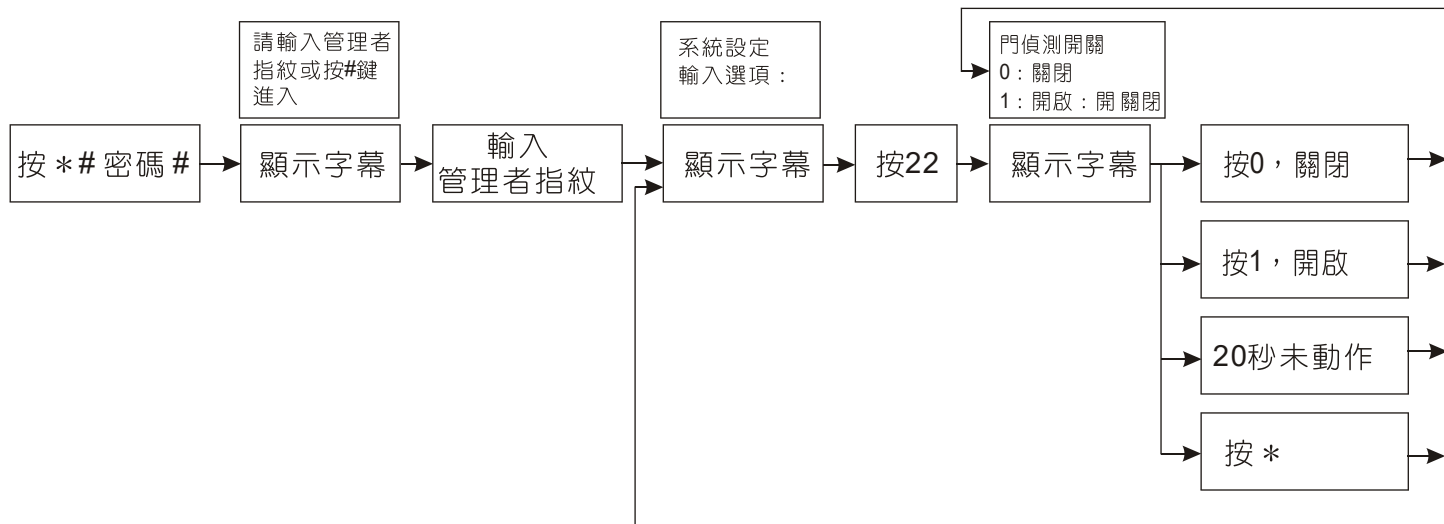 請輸入管理者
指紋或按#鍵
進入
系統設定
輸入選項：
門偵測開關
0：關閉
1：開啟：開 關閉
按＊# 密碼 #
顯示字幕
輸入
管理者指紋
顯示字幕
按22
顯示字幕
按0，關閉
按1，開啟
20秒未動作
按＊